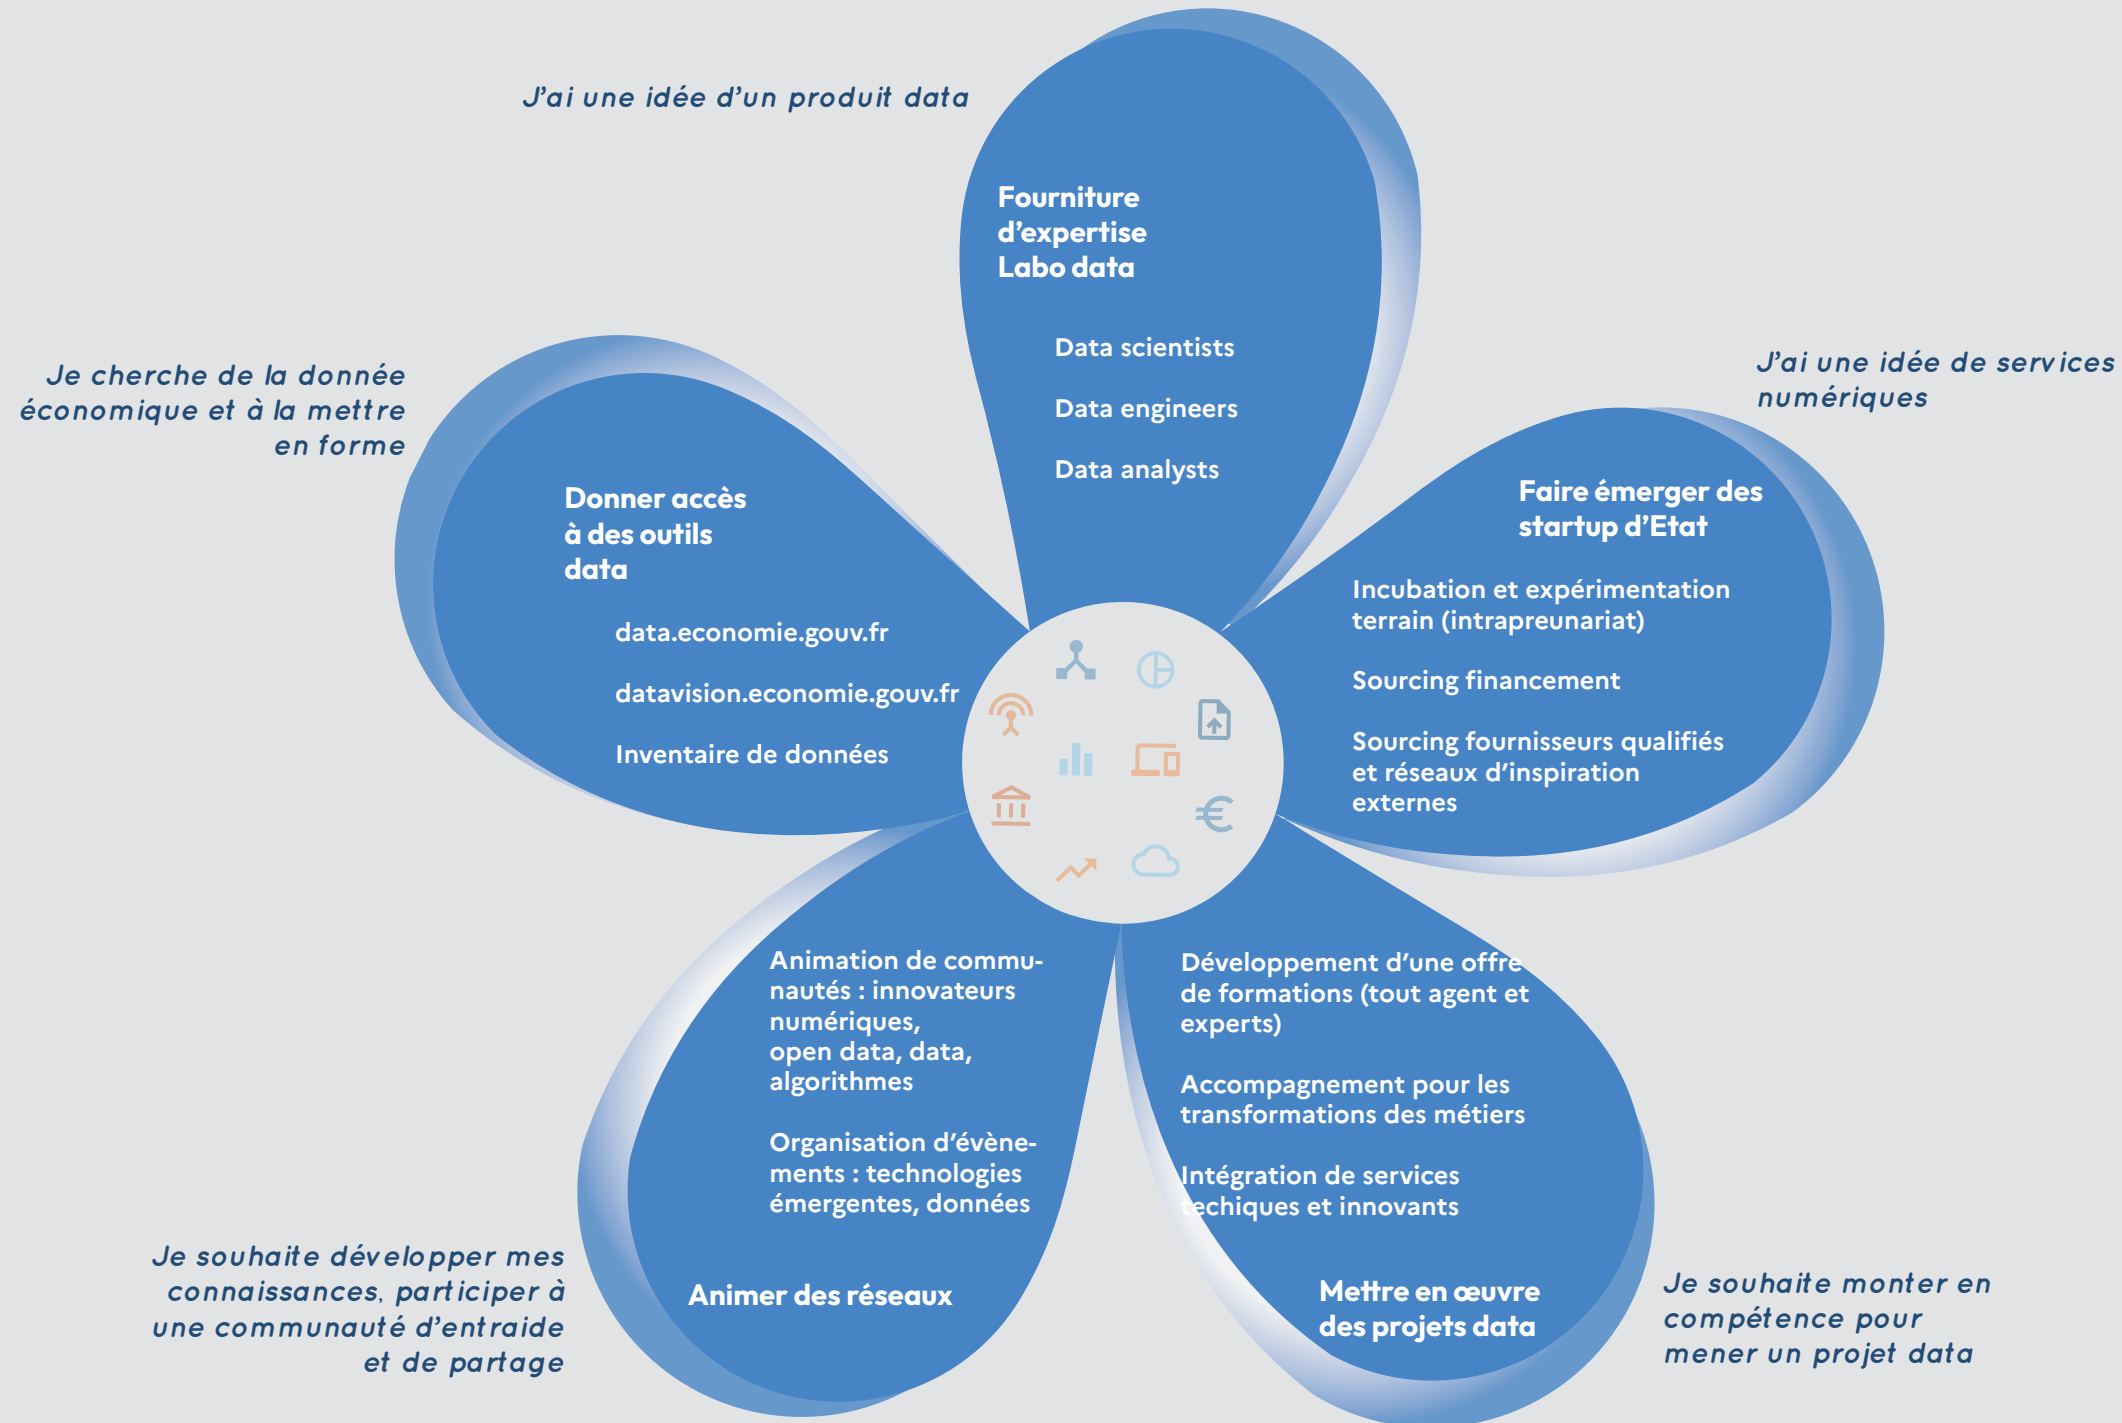 J'ai une idée d'un produit data
Fourniture
d'expertise
Labo data
Data scientists
Data engineers
Data analysts
J'ai une idée de services
numériques
Faire émerger des
startup d'Etat
Incubation et expérimentation
terrain (intrapreunariat)
Sourcing financement
Sourcing fournisseurs qualifiés
et réseaux d'inspiration
externes
Je cherche de la donnée
économique et à la mettre
en forme
Donner accès
à des outils
data
data.economie.gouv.fr
datavision.economie.gouv.fr
Inventaire de données
Animation de commu-
nautés : innovateurs
numériques,
open data, data,
algorithmes
Organisation d'évène-
ments : technologies
émergentes, données
Animer des réseaux
Je souhaite développer mes
connaissances, participer à
une communauté d'entraide
et de partage
Développement d'une offre
de formations (tout agent et
experts)
Accompagnement pour les
transformations des métiers
Intégration de services
techiques et innovants
Mettre en œuvre
des projets data
Je souhaite monter en
compétence pour
mener un projet data